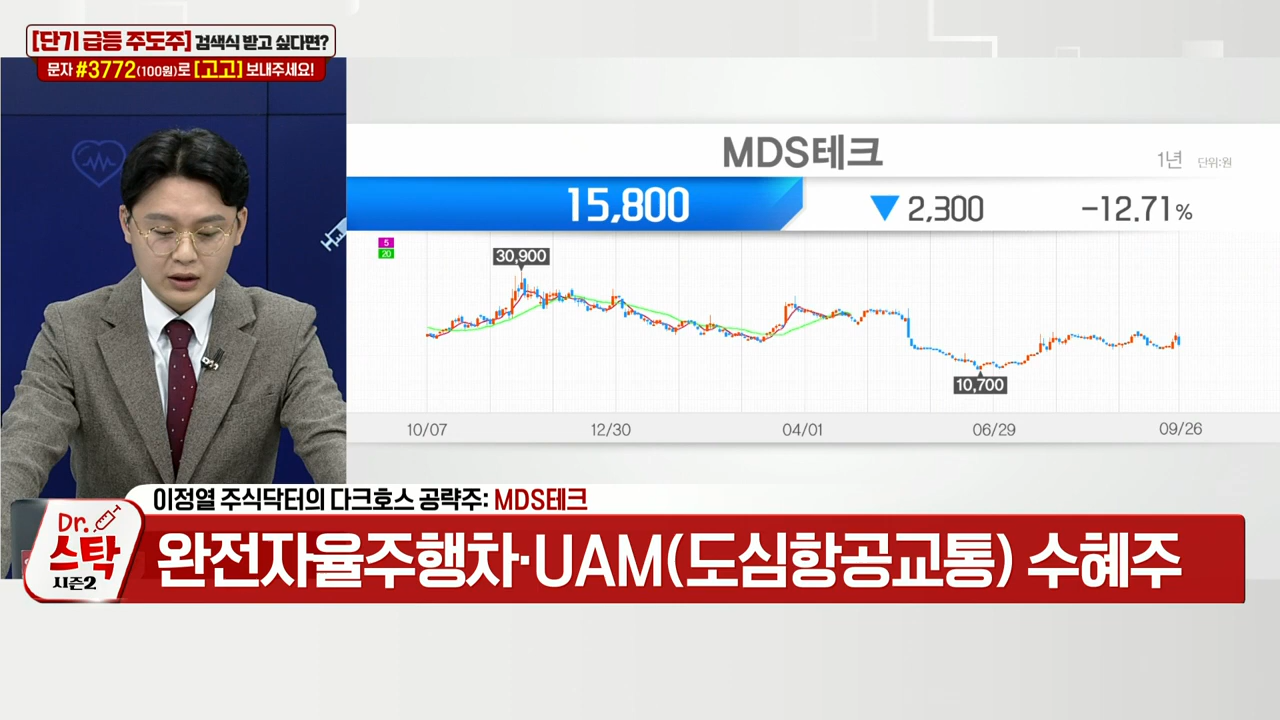 [단기 급등 주도주] 검색식 받고 싶다면?
문자 #3772(100원)로 [고고] 보내주세요!
MDS테크
1년 단위:원
15,800 ▼ 2,300 -12.71%
5
20
30,900
10,700
10/07 12/30 04/01 06/29 09/26
이정열 주식닥터의 다크호스 공략주: MDS테크
Dr.
스탁
시즌2
완전자율주행차·UAM(도심항공교통) 수혜주